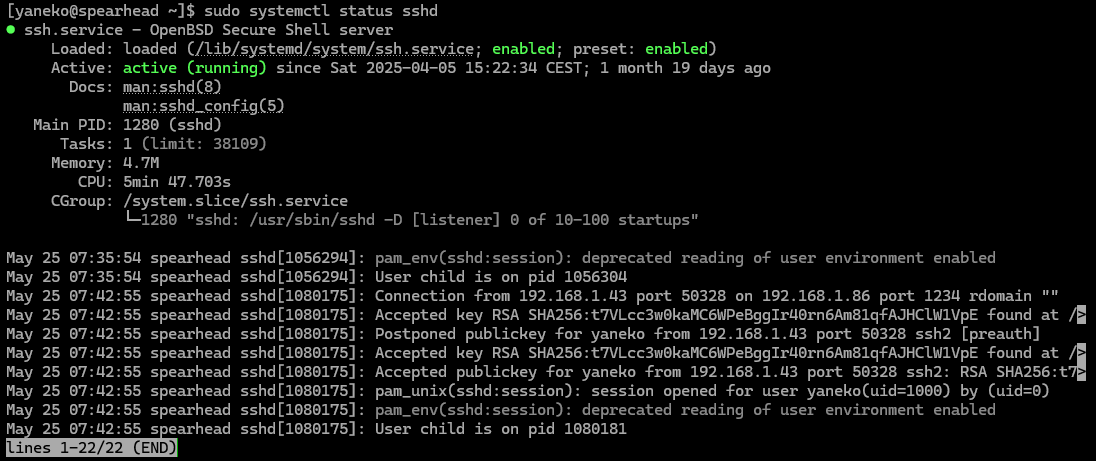 [yaneko@spearhead ~]$ sudo systemctl status sshd
● ssh.service - OpenBSD Secure Shell server
     Loaded: loaded (/lib/systemd/system/ssh.service; enabled; preset: enabled)
     Active: active (running) since Sat 2025-04-05 15:22:34 CEST; 1 month 19 days ago
       Docs: man:sshd(8)
             man:sshd_config(5)
   Main PID: 1280 (sshd)
      Tasks: 1 (limit: 38109)
     Memory: 4.7M
        CPU: 5min 47.703s
     CGroup: /system.slice/ssh.service
             └─1280 "sshd: /usr/sbin/sshd -D [listener] 0 of 10-100 startups"
May 25 07:35:54 spearhead sshd[1056294]: pam_env(sshd:session): deprecated reading of user environment enabled
May 25 07:35:54 spearhead sshd[1056294]: User child is on pid 1056304
May 25 07:42:55 spearhead sshd[1080175]: Connection from 192.168.1.43 port 50328 on 192.168.1.86 port 1234 rdomain ""
May 25 07:42:55 spearhead sshd[1080175]: Accepted key RSA SHA256:t7VLcc3w0kaMC6WPeBggIr40rn6Am81qfAJHClW1VpE found at />
May 25 07:42:55 spearhead sshd[1080175]: Postponed publickey for yaneko from 192.168.1.43 port 50328 ssh2 [preauth]
May 25 07:42:55 spearhead sshd[1080175]: Accepted key RSA SHA256:t7VLcc3w0kaMC6WPeBggIr40rn6Am81qfAJHClW1VpE found at />
May 25 07:42:55 spearhead sshd[1080175]: Accepted publickey for yaneko from 192.168.1.43 port 50328 ssh2: RSA SHA256:t7>
May 25 07:42:55 spearhead sshd[1080175]: pam_unix(sshd:session): session opened for user yaneko(uid=1000) by (uid=0)
May 25 07:42:55 spearhead sshd[1080175]: pam_env(sshd:session): deprecated reading of user environment enabled
May 25 07:42:55 spearhead sshd[1080175]: User child is on pid 1080181
lines 1-22/22 (END)